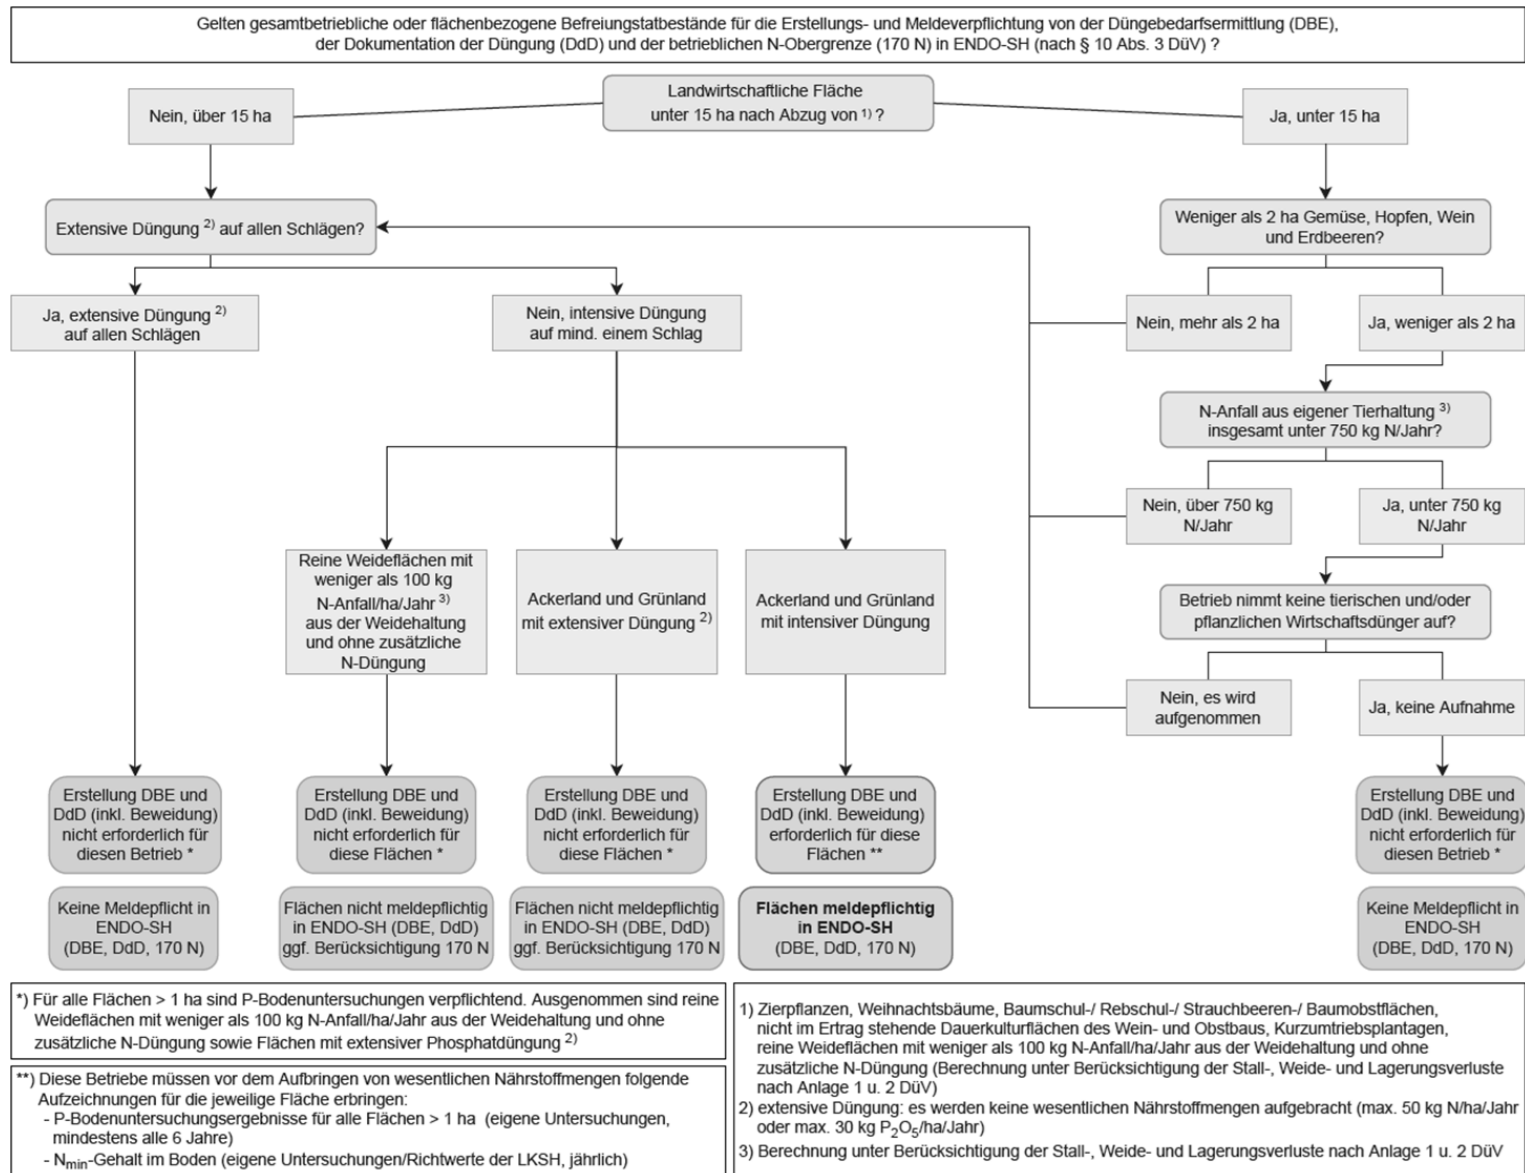 Gelten gesamtbetriebliche oder flächenbezogene Befreiungstatbestände für die Erstellungs- und Meldeverpflichtung von der Düngebedarfsermittlung (DBE),
der Dokumentation der Düngung (DdD) und der betrieblichen N-Obergrenze (170 N) in ENDO-SH (nach § 10 Abs. 3 DüV) ?
Landwirtschaftliche Fläche
unter 15 ha nach Abzug von 1) ?
Nein, über 15 ha
Ja, unter 15 ha
Extensive Düngung 2) auf allen Schlägen?
Weniger als 2 ha Gemüse, Hopfen, Wein
und Erdbeeren?
Ja, extensive Düngung 2)
auf allen Schlägen
Nein, intensive Düngung
auf mind. einem Schlag
Nein, mehr als 2 ha
Ja, weniger als 2 ha
N-Anfall aus eigener Tierhaltung 3)
insgesamt unter 750 kg N/Jahr?
Nein, über 750 kg
N/Jahr
Ja, unter 750 kg
N/Jahr
Reine Weideflächen mit
weniger als 100 kg
N-Anfall/ha/Jahr 3)
aus der Weidehaltung
und ohne zusätzliche
N-Düngung
Ackerland und Grünland
mit extensiver Düngung 2)
Ackerland und Grünland
mit intensiver Düngung
Betrieb nimmt keine tierischen und/oder
pflanzlichen Wirtschaftsdünger auf?
Nein, es wird
aufgenommen
Ja, keine Aufnahme
Erstellung DBE und
DdD (inkl. Beweidung)
nicht erforderlich für
diesen Betrieb *
Erstellung DBE und
DdD (inkl. Beweidung)
nicht erforderlich für
diese Flächen *
Erstellung DBE und
DdD (inkl. Beweidung)
nicht erforderlich für
diese Flächen *
Erstellung DBE und
DdD (inkl. Beweidung)
erforderlich für diese
Flächen **
Erstellung DBE und
DdD (inkl. Beweidung)
nicht erforderlich für
diesen Betrieb *
Keine Meldepflicht in
ENDO-SH
(DBE, DdD, 170 N)
Flächen nicht meldepflichtig
in ENDO-SH (DBE, DdD)
ggf. Berücksichtigung 170 N
Flächen nicht meldepflichtig
in ENDO-SH (DBE, DdD)
ggf. Berücksichtigung 170 N
Flächen meldepflichtig
in ENDO-SH
(DBE, DdD, 170 N)
Keine Meldepflicht in
ENDO-SH
(DBE, DdD, 170 N)
*) Für alle Flächen > 1 ha sind P-Bodenuntersuchungen verpflichtend. Ausgenommen sind reine
Weideflächen mit weniger als 100 kg N-Anfall/ha/Jahr aus der Weidehaltung und ohne
zusätzliche N-Düngung sowie Flächen mit extensiver Phosphatdüngung 2)
**) Diese Betriebe müssen vor dem Aufbringen von wesentlichen Nährstoffmengen folgende
Aufzeichnungen für die jeweilige Fläche erbringen:
- P-Bodenuntersuchungsergebnisse für alle Flächen > 1 ha (eigene Untersuchungen,
mindestens alle 6 Jahre)
- Nmin-Gehalt im Boden (eigene Untersuchungen/Richtwerte der LKSH, jährlich)
1) Zierpflanzen, Weihnachtsbäume, Baumschul-/ Rebschul-/ Strauchbeeren-/ Baumobstflächen,
nicht im Ertrag stehende Dauerkulturflächen des Wein- und Obstbaus, Kurzumtriebsplantagen,
reine Weideflächen mit weniger als 100 kg N-Anfall/ha/Jahr aus der Weidehaltung und ohne
zusätzliche N-Düngung (Berechnung unter Berücksichtigung der Stall-, Weide- und Lagerungsverluste
nach Anlage 1 u. 2 DüV)
2) extensive Düngung: es werden keine wesentlichen Nährstoffmengen aufgebracht (max. 50 kg N/ha/Jahr
oder max. 30 kg P2O5/ha/Jahr)
3) Berechnung unter Berücksichtigung der Stall-, Weide- und Lagerungsverluste nach Anlage 1 u. 2 DüV